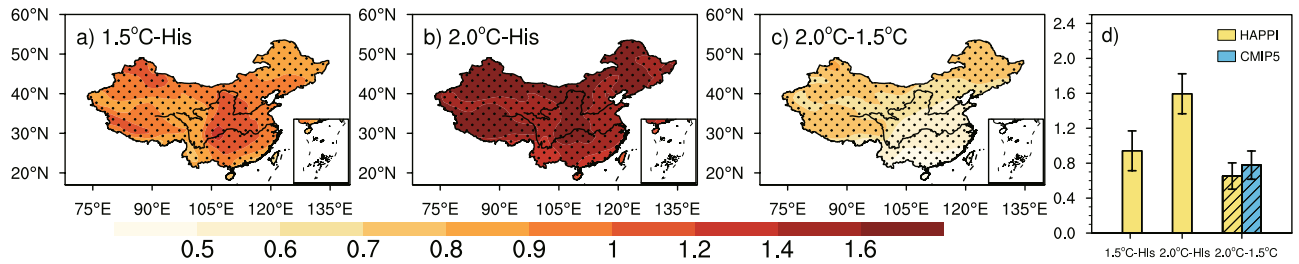 60°N
50°N
40°N
30°N
20°N
a) 1.5°C-His
75°E 90°E 105°E 120°E 135°E
60°N
50°N
40°N
30°N
20°N
b) 2.0°C-His
75°E 90°E 105°E 120°E 135°E
60°N
50°N
40°N
30°N
20°N
c) 2.0°C-1.5°C
75°E 90°E 105°E 120°E 135°E
0.5 0.6 0.7 0.8 0.9 1 1.2 1.4 1.6
d)
HAPPI
CMIP5
2.4
2.0
1.6
1.2
0.8
0.4
0.0
1.5°C-HIs 2.0°C-HIs 2.0°C-1.5°C